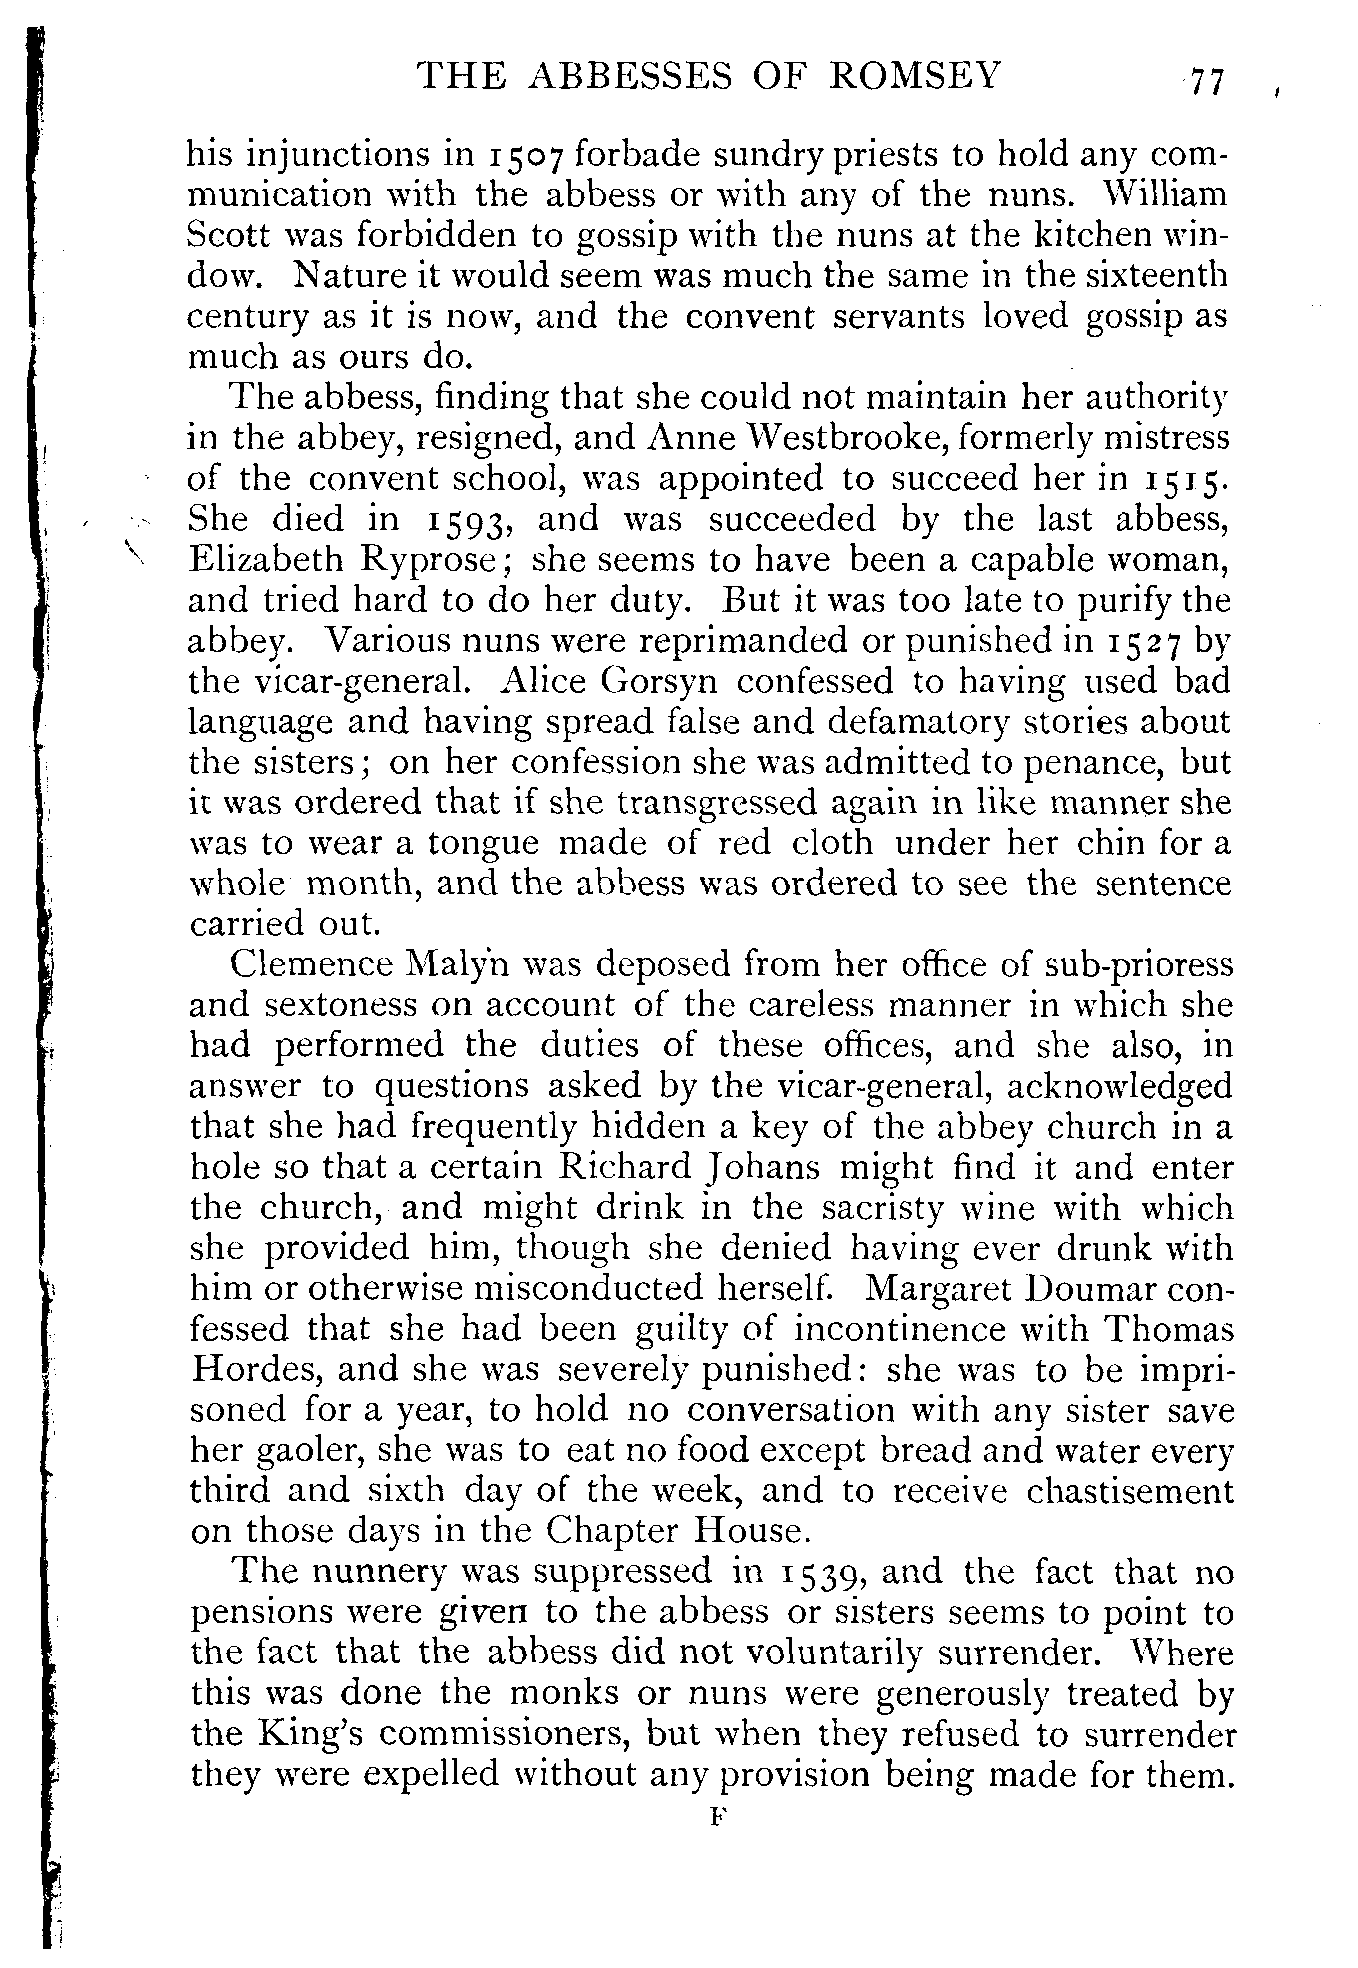 THE ABBESSES OF ROMSEY 77
his injunctions in 1507 forbade sundry priests to hold any com-
munication with the abbess or with any of the nuns. William
Scott was forbidden to gossip with the nuns at the kitchen win-
dow. Nature it would seem was much the same in the sixteenth
century as it is now, and the convent servants loved gossip as
much as ours do.
The abbess, finding that she could not maintain her authority
in the abbey, resigned, and Anne Westbrooke, formerly mistress
of the convent school, was appointed to succeed her in 1515.
She died in 1593, and was succeeded by the last abbess,
Elizabeth Ryprose; she seems to have been a capable woman,
and tried hard to do her duty. But it was too late to purify the
abbey. Various nuns were reprimanded or punished in 1527 by
the vicar-general. Alice Gorsyn confessed to having used bad
language and having spread false and defamatory stories about
the sisters; on her confession she was admitted to penance, but
it was ordered that if she transgressed again in like manner she
was to wear a tongue made of red cloth under her chin for a
whole month, and the abbess was ordered to see the sentence
carried out.
Clemence Malyn was deposed from her office of sub-prioress
and sextoness on account of the careless manner in which she
had performed the duties of these offices, and she also, in
answer to questions asked by the vicar-general, acknowledged
that she had frequently hidden a key of the abbey church in a
hole so that a certain Richard Johans might find it and enter
the church, and might drink in the sacristy wine with which
she provided him, though she denied having ever drunk with
him or otherwise misconducted herself. Margaret Doumar con-
fessed that she had been guilty of incontinence with Thomas
Hordes, and she was severely punished: she was to be impri-
soned for a year, to hold no conversation with any sister save
her gaoler, she was to eat no food except bread and water every
third and sixth day of the week, and to receive chastisement
on those days in the Chapter House.
The nunnery was suppressed in 1539, and the fact that no
pensions were given to the abbess or sisters seems to point to
the fact that the abbess did not voluntarily surrender. Where
this was done the monks or nuns were generously treated by
the King's commissioners, but when they refused to surrender
they were expelled without any provision being made for them.
F